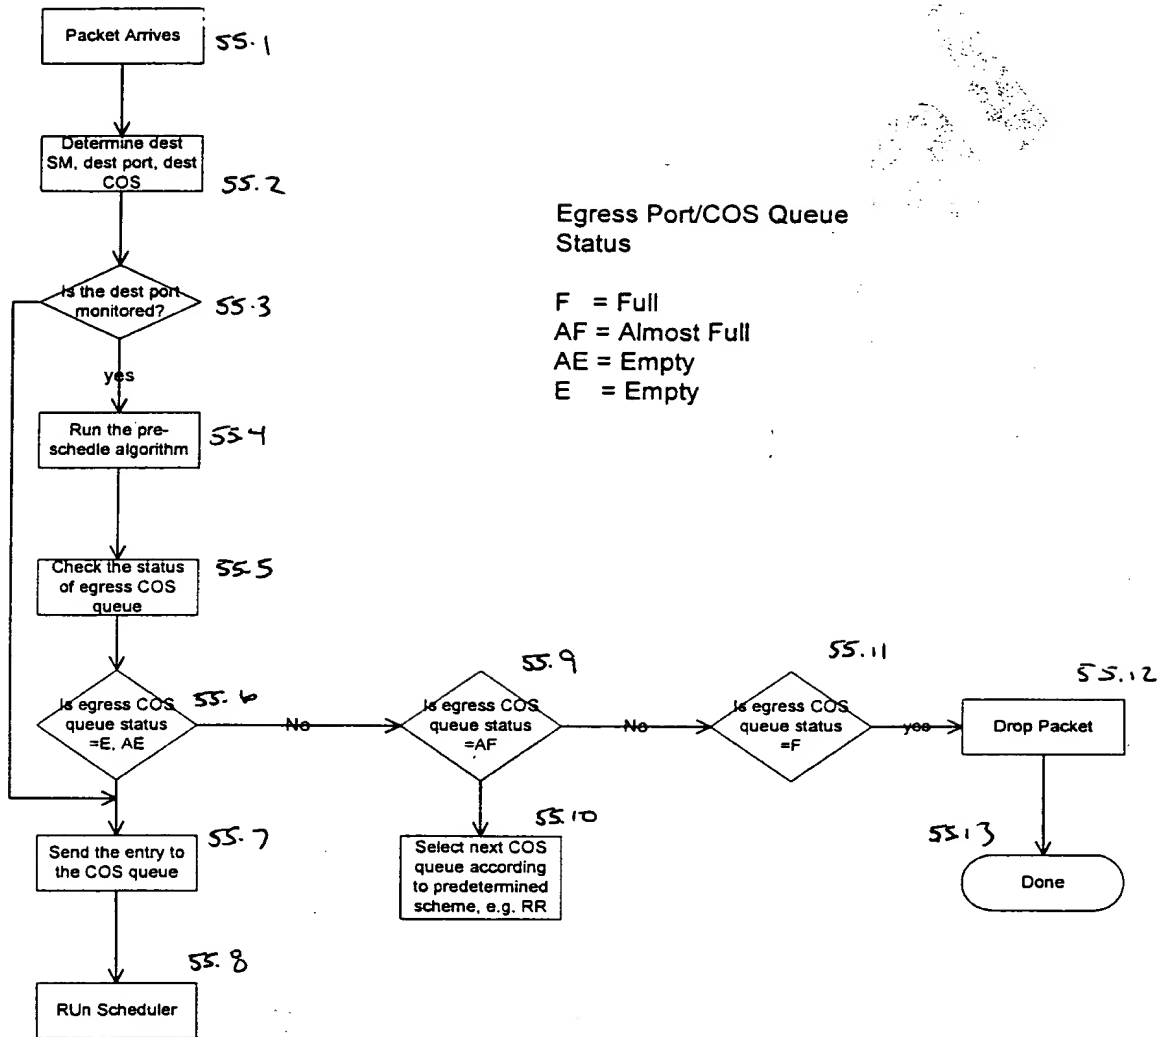 Packet Arrives
55.1
Determine dest
SM, dest port, dest
COS
55.2
Egress Port/COS Queue
Status
F = Full
AF = Almost Full
AE = Empty
E = Empty
Is the dest port
monitored?
55.3
yes
Run the pre-
schedle algorithm
55.4
Check the status
of egress COS
queue
55.5
Is egress COS
queue status
=E, AE
55.6
No
Is egress COS
queue status
=AF
55.9
No
Is egress COS
queue status
=F
55.11
yes
Drop Packet
55.12
Send the entry to
the COS queue
55.7
Select next COS
queue according
to predetermined
scheme, e.g. RR
55.10
55.13
Done
RUn Scheduler
55.8